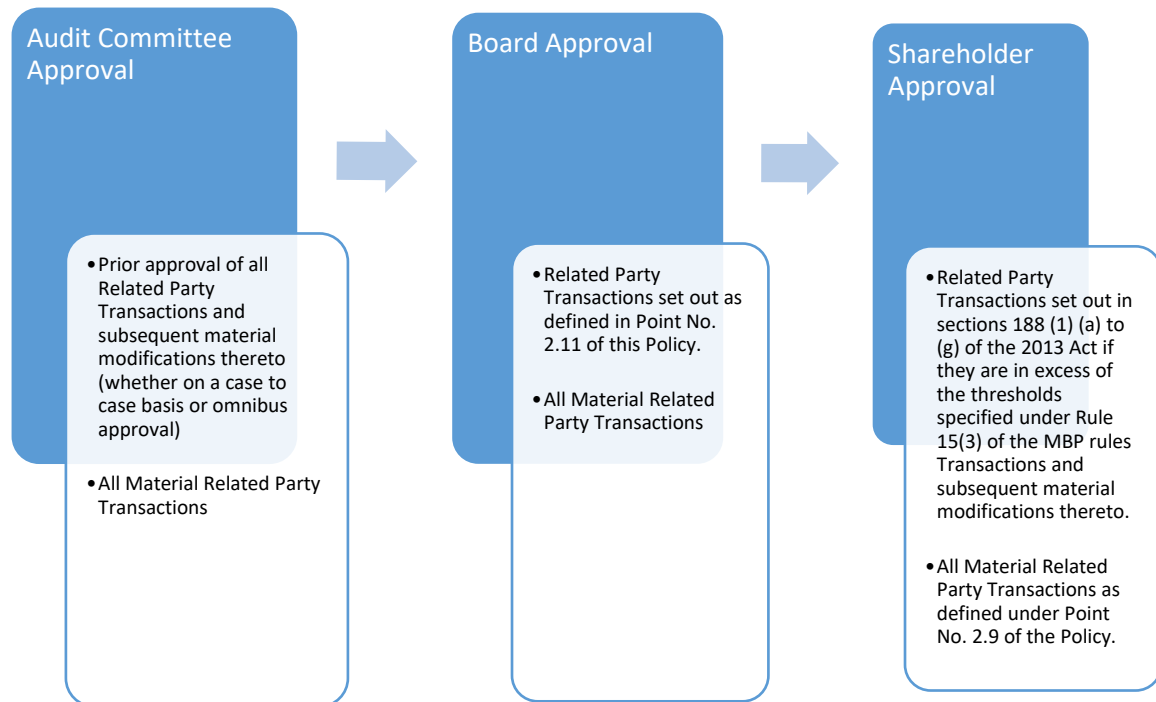 Audit Committee
Approval
•Prior approval of all
Related Party
Transactions and
subsequent material
modifications thereto
(whether on a case to
case basis or omnibus
approval)
•All Material Related Party
Transactions
Board Approval
•Related Party
Transactions set out as
defined in Point No.
2.11 of this Policy.
•All Material Related
Party Transactions
Shareholder
Approval
•Related Party
Transactions set out in
sections 188 (1) (a) to
(g) of the 2013 Act if
they are in excess of
the thresholds
specified under Rule
15(3) of the MBP rules
Transactions and
subsequent material
modifications thereto.
•All Material Related
Party Transactions as
defined under Point
No. 2.9 of the Policy.